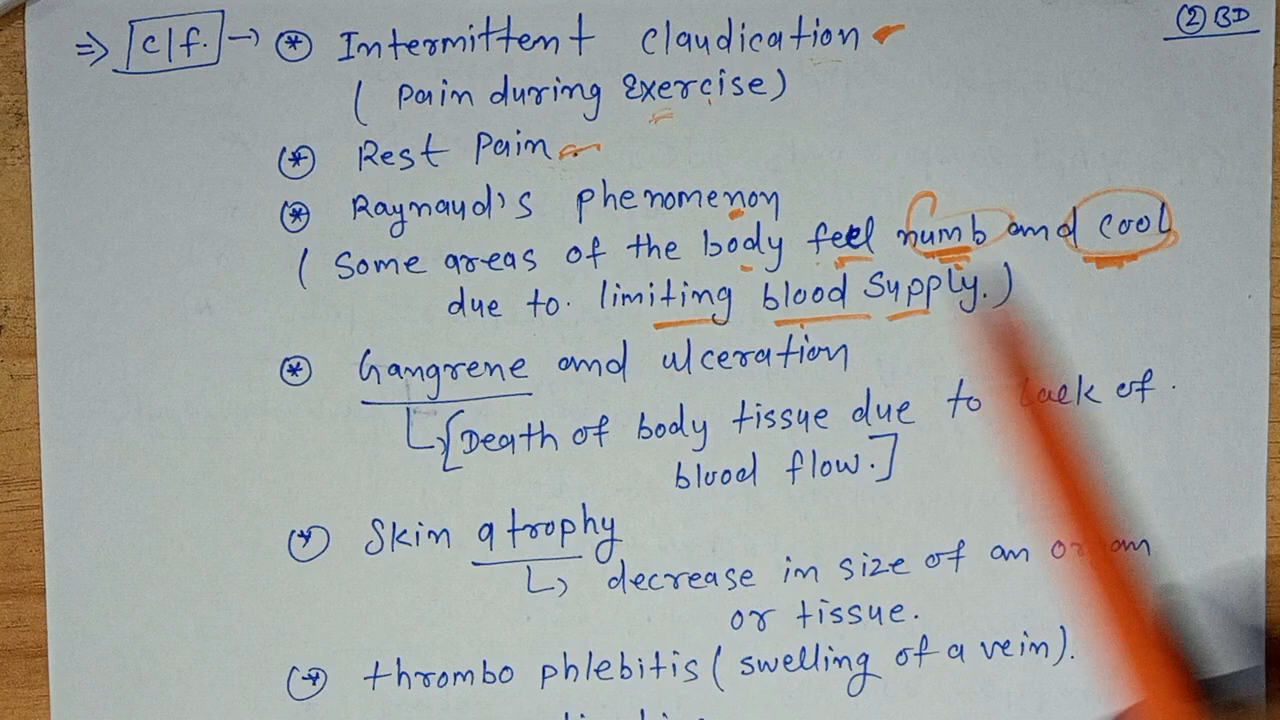 ② BD
⇒ c/f. → * Intermittent claudication
( Pain during Exercise)
* Rest Pain
* Raynaud's phenomenon
( Some areas of the body feel numb and cool
due to. limiting blood supply.)
* Gangrene and ulceration
[Death of body tissue due to lack of.
blood flow.]
* Skin atrophy
↳ decrease in size of an
or tissue.
* thrombo phlebitis ( swelling of a vein).